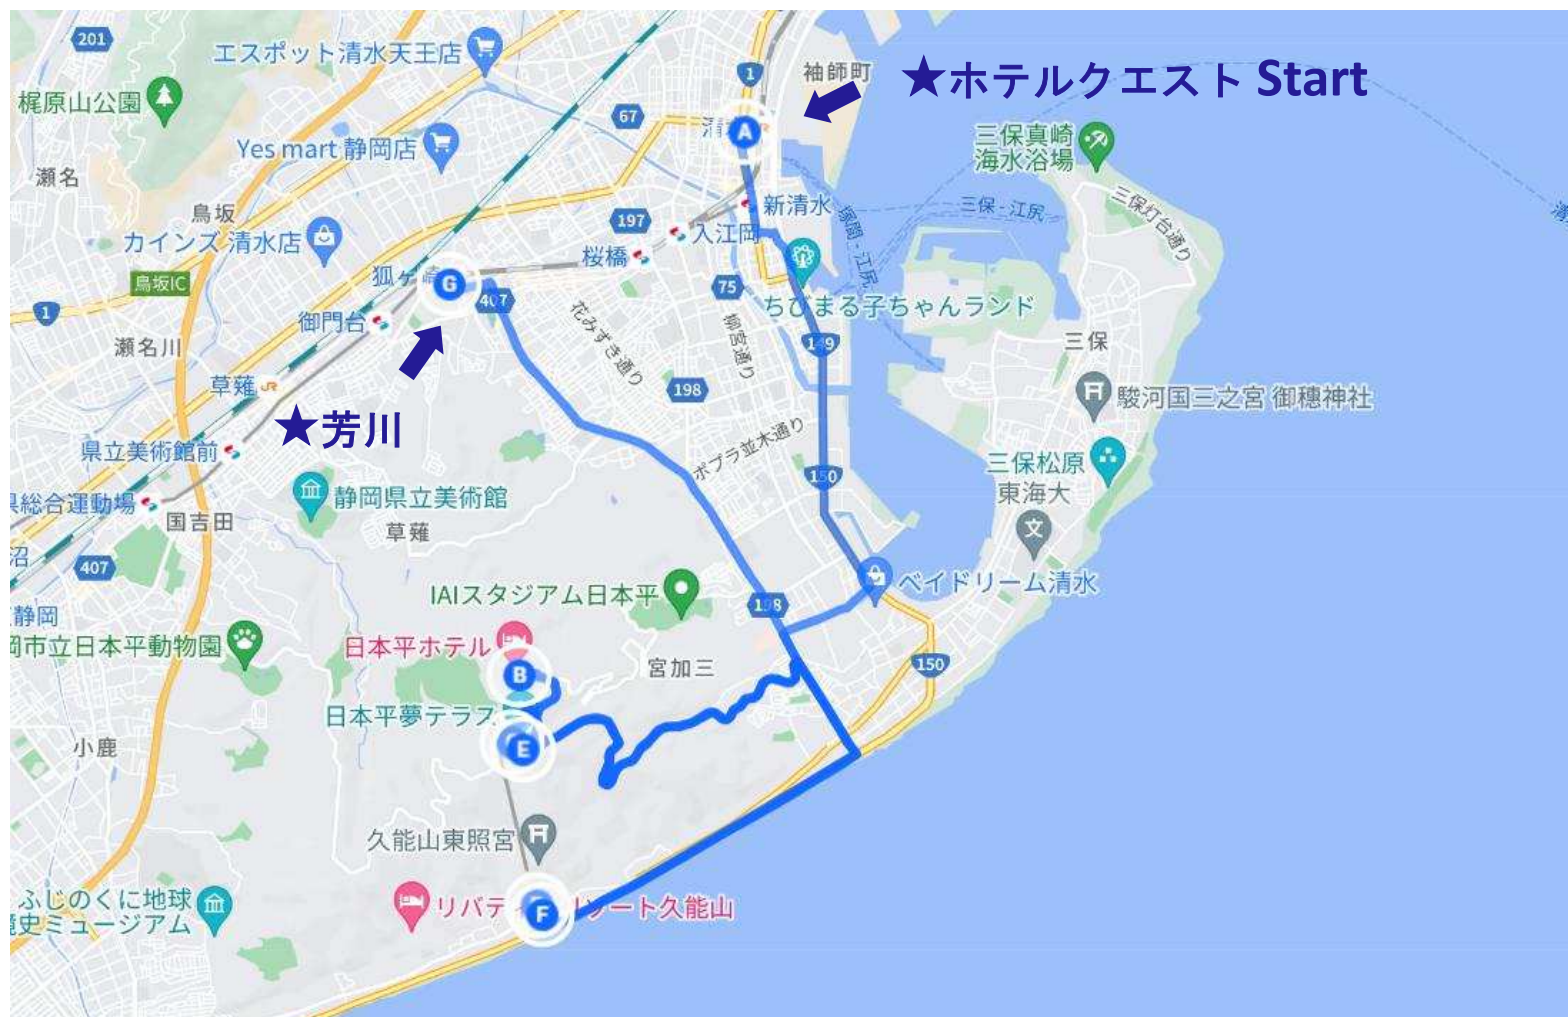 201
エスポット清水天王店
1
袖師町
★ホテルクエスト Start
梶原山公園
67
A
三保真崎
海水浴場
Yes mart 静岡店
瀬名
鳥坂
197
新清水
三保 - 江尻
三保灯台通り
塚間 - 江尻
カインズ 清水店
入江岡
桜橋
鳥坂IC
狐ヶ
G
407
75
ちびまる子ちゃんランド
1
御門台
花みずき通り
柳宮通り
149
三保
瀬名川
草薙
198
駿河国三之宮 御穂神社
★芳川
県立美術館前
ポプラ並木通り
150
三保松原
東海大
静岡県立美術館
総合運動場
国吉田
草薙
沼
407
IAIスタジアム日本平
198
ベイドリーム清水
静岡
市立日本平動物園
日本平ホテル
B
宮加三
150
日本平夢テラス
E
小鹿
久能山東照宮
ふじのくに地球
史ミュージアム
リバティ
ート久能山
F